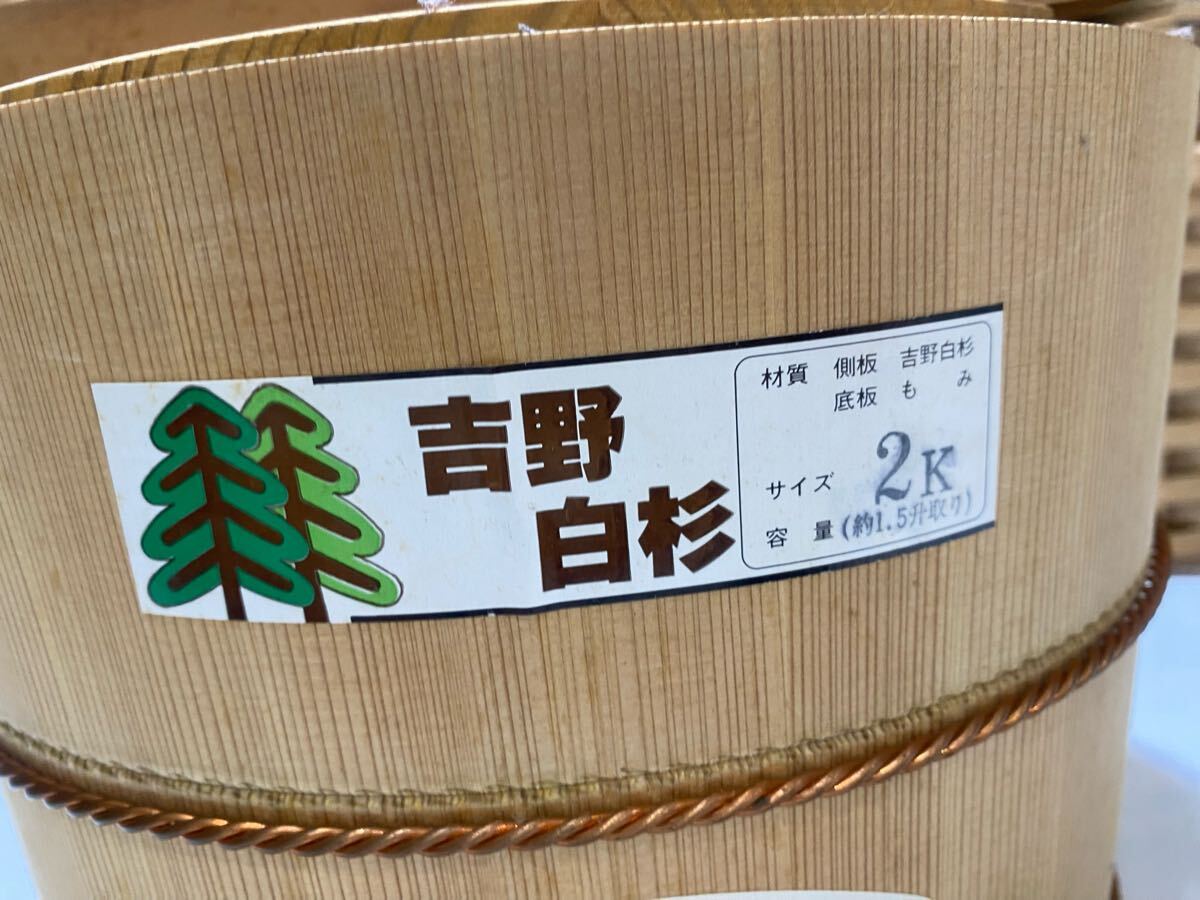 吉野
白杉
材質 側板 吉野白杉
底板 もみ
サイズ 2K
容量 (約1.5升取り)